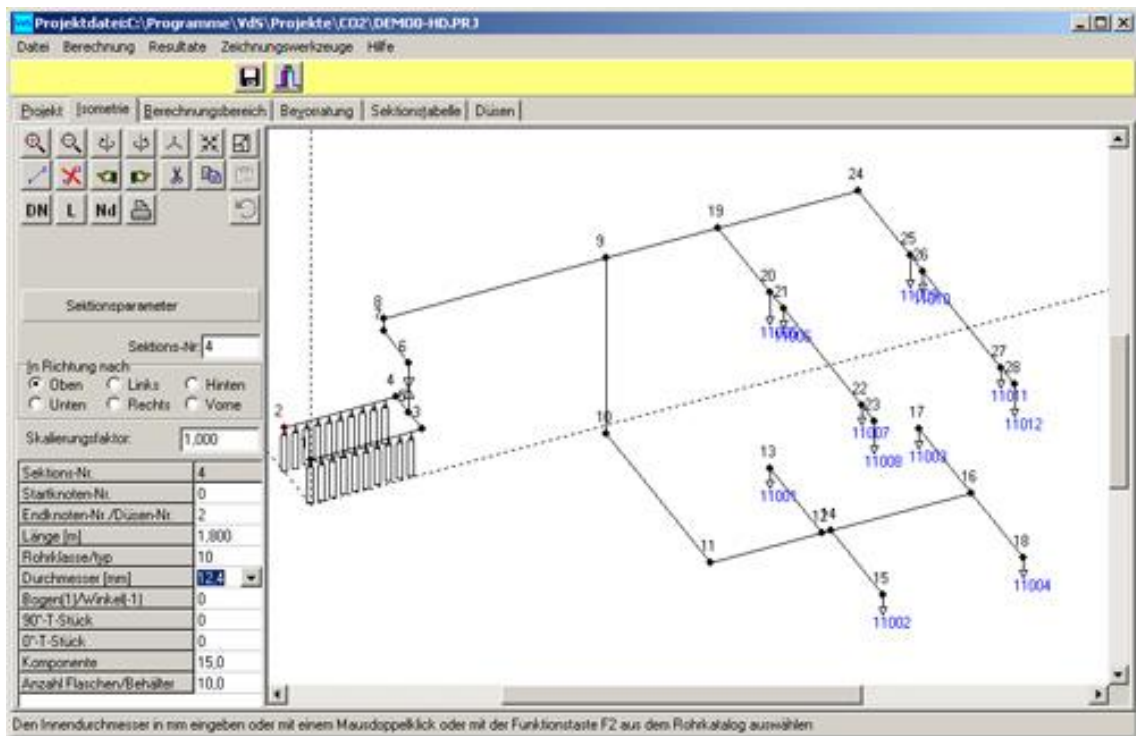 Projektdatei:C:\Programme\VdS\Projekte\CO2\DEMO0-HD.PRJ
Datei Berechnung Resultate Zeichnungswerkzeuge Hilfe
Projekt Isometrie Berechnungsbereich Bevorratung Sektionstabelle Düsen
DN L Nd
Sektionsparameter
Sektions-Nr. 4
In Richtung nach
Oben Links Hinten
Unten Rechts Vorne
Skalierungsfaktor: 1,000
Sektions-Nr. 4
Startknoten-Nr. 0
Endknoten-Nr./Düsen-Nr. 2
Länge [m] 1,800
Rohrklasse/typ 10
Durchmesser [mm] 12,4
Bogen(1)/Winkel(-1) 0
90°-T-Stück 0
0°-T-Stück 0
Komponente 15,0
Anzahl Flaschen/Behälter 10,0
24
19
9
25
26
20
21
8
6
27
28
11011
4
22
23
11012
2
3
10
17
11007
1
11003
11008
13
16
11001
12
14
11
18
15
11004
11002
Den Innendurchmesser in mm eingeben oder mit einem Mausdoppelklick oder mit der Funktionstaste F2 aus dem Rohrkatalog auswählen